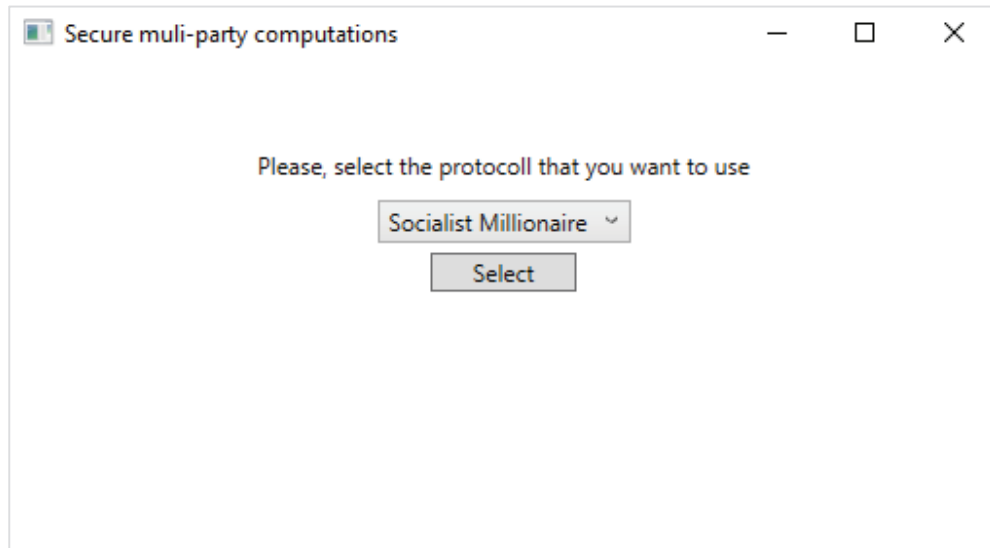 Secure muli-party computations
Please, select the protocoll that you want to use
Socialist Millionaire
Select